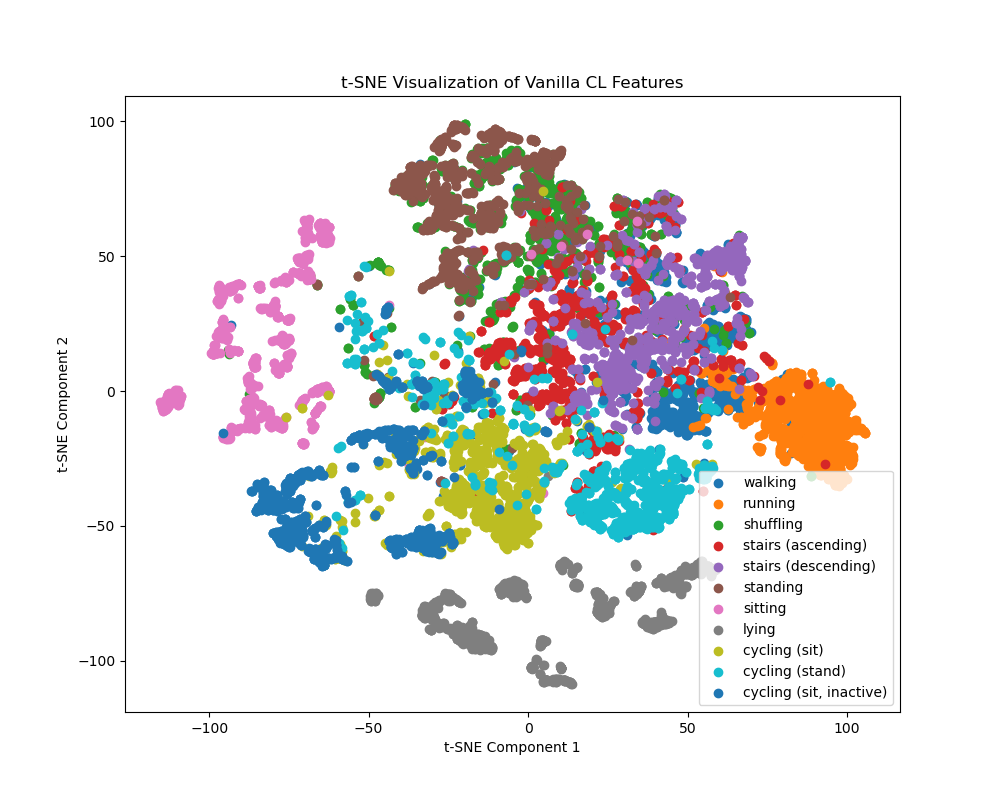 t-SNE Visualization of Vanilla CL Features
100
50
0
−50
−100
t-SNE Component 2
−100
−50
0
50
100
t-SNE Component 1
walking
running
shuffling
stairs (ascending)
stairs (descending)
standing
sitting
lying
cycling (sit)
cycling (stand)
cycling (sit, inactive)